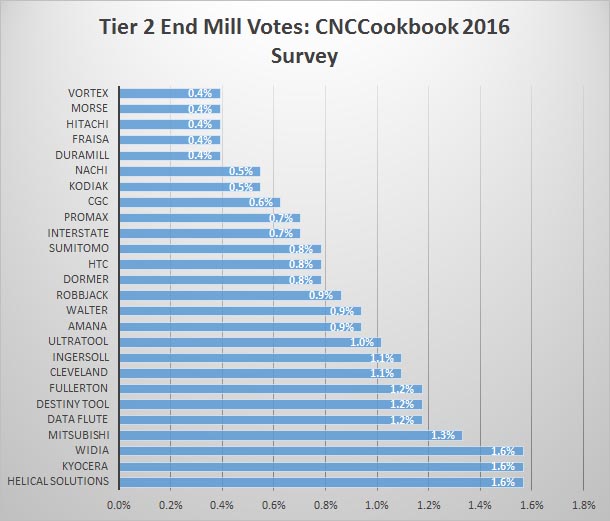 Tier 2 End Mill Votes: CNCCookbook 2016
Survey
VORTEX 0.4%
MORSE 0.4%
HITACHI 0.4%
FRAISA 0.4%
DURAMILL 0.4%
NACHI 0.5%
KODIAK 0.5%
CGC 0.6%
PROMAX 0.7%
INTERSTATE 0.7%
SUMITOMO 0.8%
HTC 0.8%
DORMER 0.8%
ROBBJACK 0.9%
WALTER 0.9%
AMANA 0.9%
ULTRATOOL 1.0%
INGERSOLL 1.1%
CLEVELAND 1.1%
FULLERTON 1.2%
DESTINY TOOL 1.2%
DATA FLUTE 1.2%
MITSUBISHI 1.3%
WIDIA 1.6%
KYOCERA 1.6%
HELICAL SOLUTIONS 1.6%
0.0% 0.2% 0.4% 0.6% 0.8% 1.0% 1.2% 1.4% 1.6% 1.8%